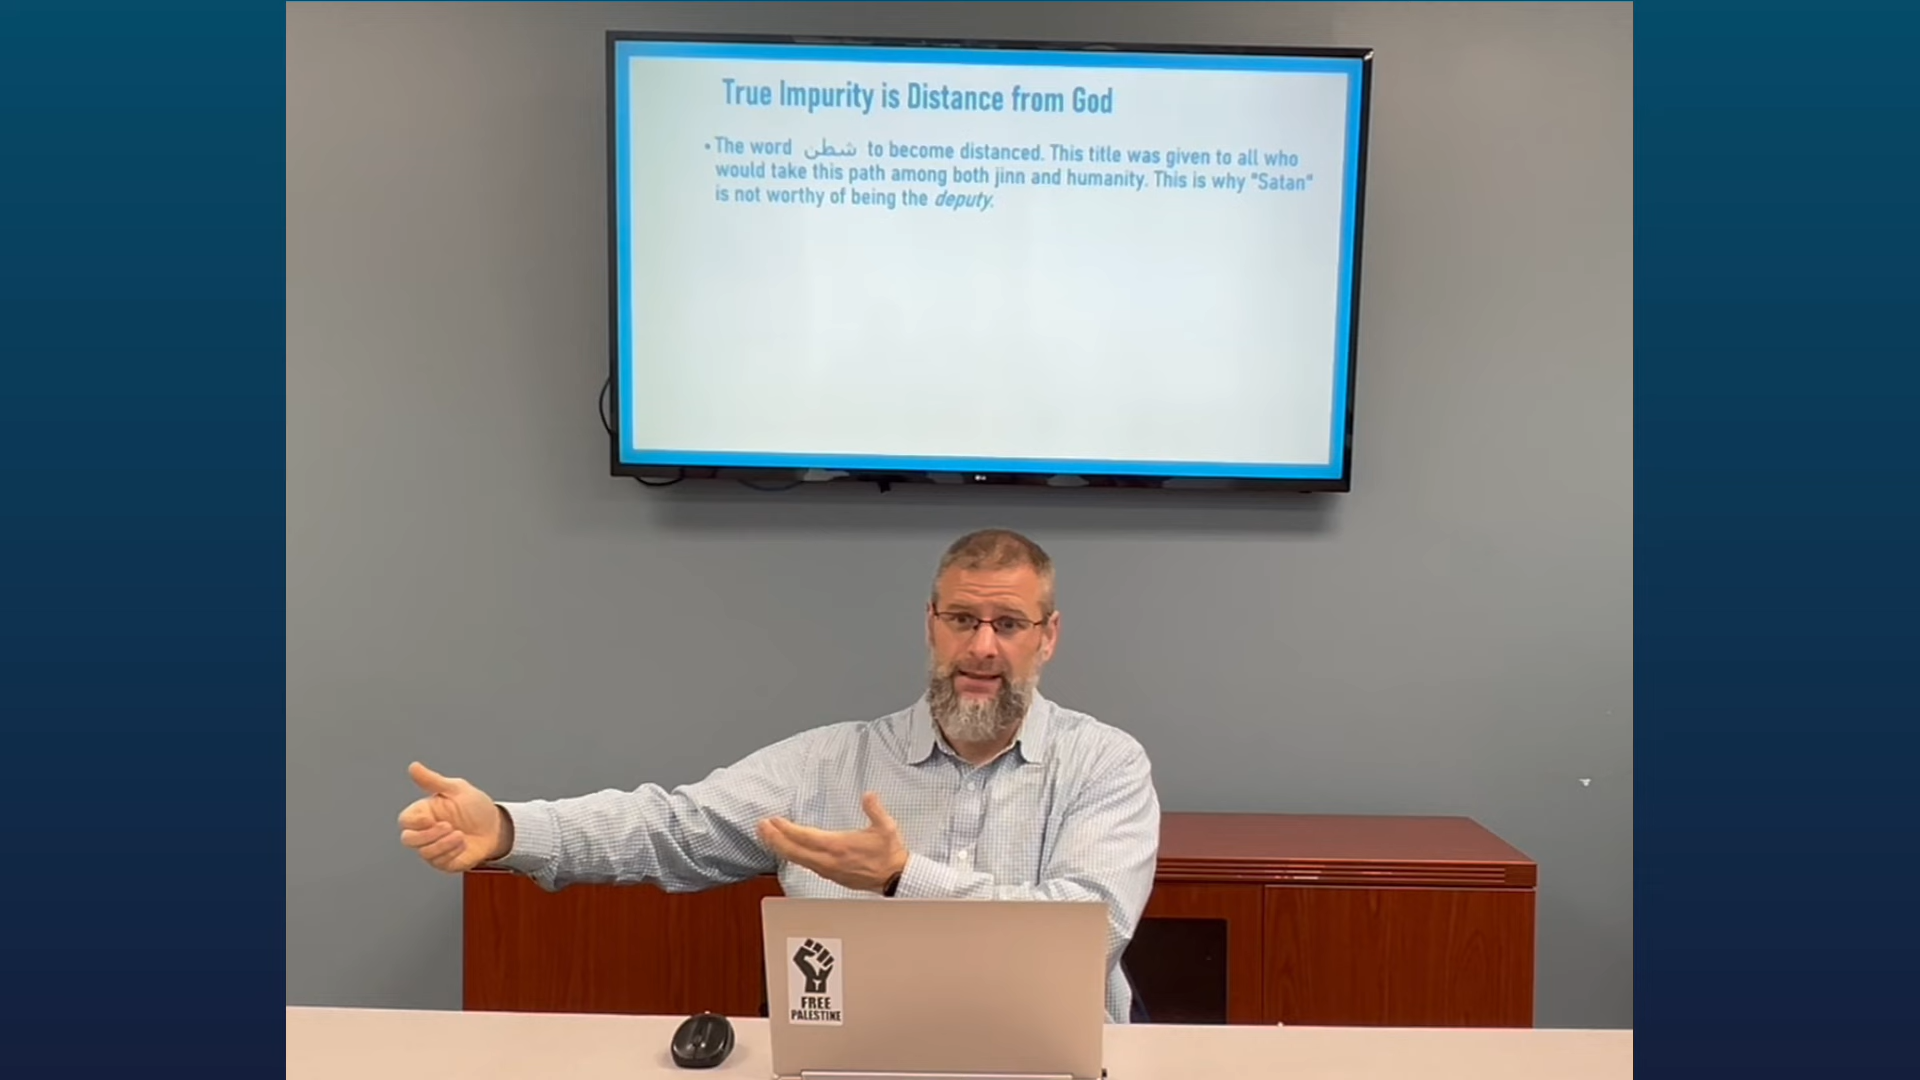 True Impurity is Distance from God
• The word شطن to become distanced. This title was given to all who
would take this path among both jinn and humanity. This is why "Satan"
is not worthy of being the deputy.
LG
FREE
PALESTINE